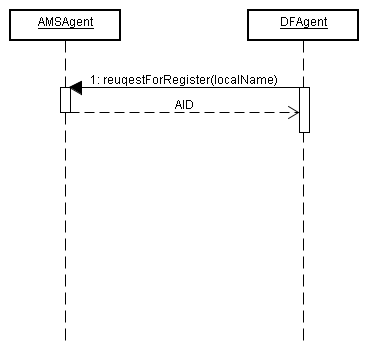 AMSAgent
DFAgent
1: reuqestForRegister(localName)
AID